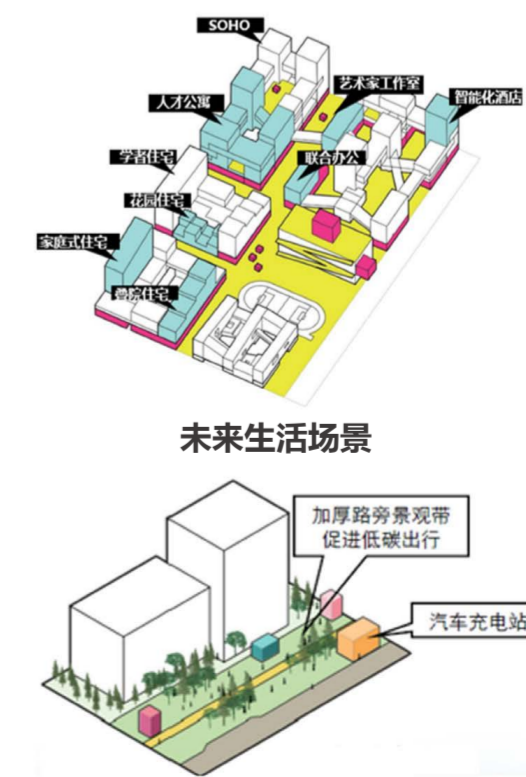 SOHO
艺术家工作室
智能化酒店
人才公寓
联合办公
学者住宅
花园住宅
家庭式住宅
叠院住宅
未来生活场景
加厚路旁景观带
促进低碳出行
汽车充电站